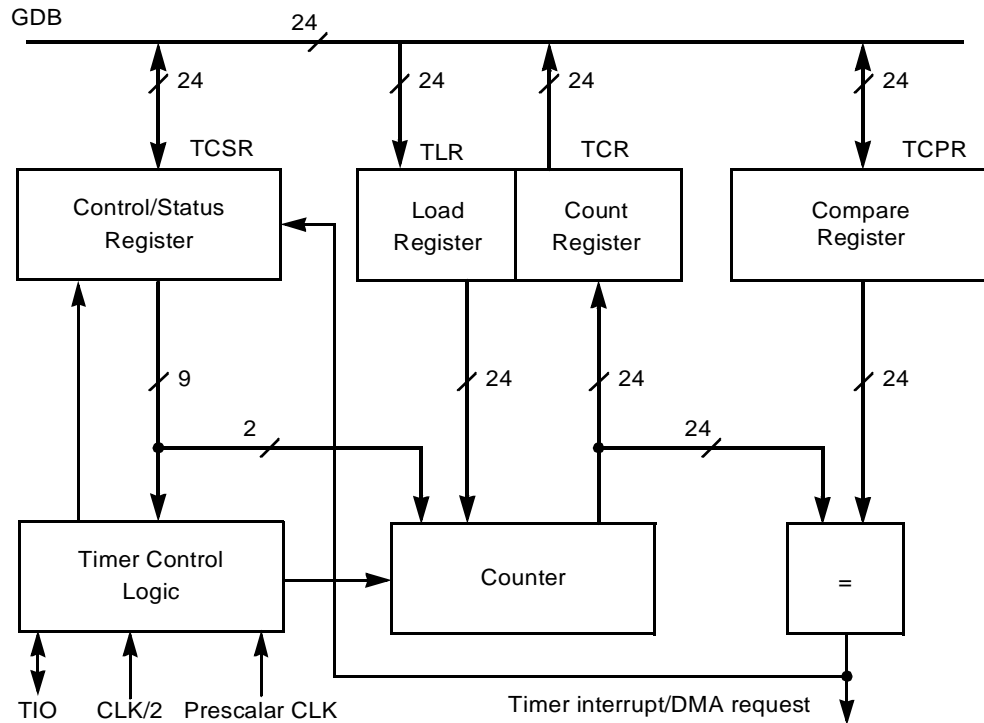 GDB
24
24
24
24
24
TCSR
TLR
TCR
TCPR
Control/Status
Register
Load
Register
Count
Register
Compare
Register
9
24
24
24
2
24
Timer Control
Logic
Counter
=
TIO
CLK/2
Prescalar CLK
Timer interrupt/DMA request